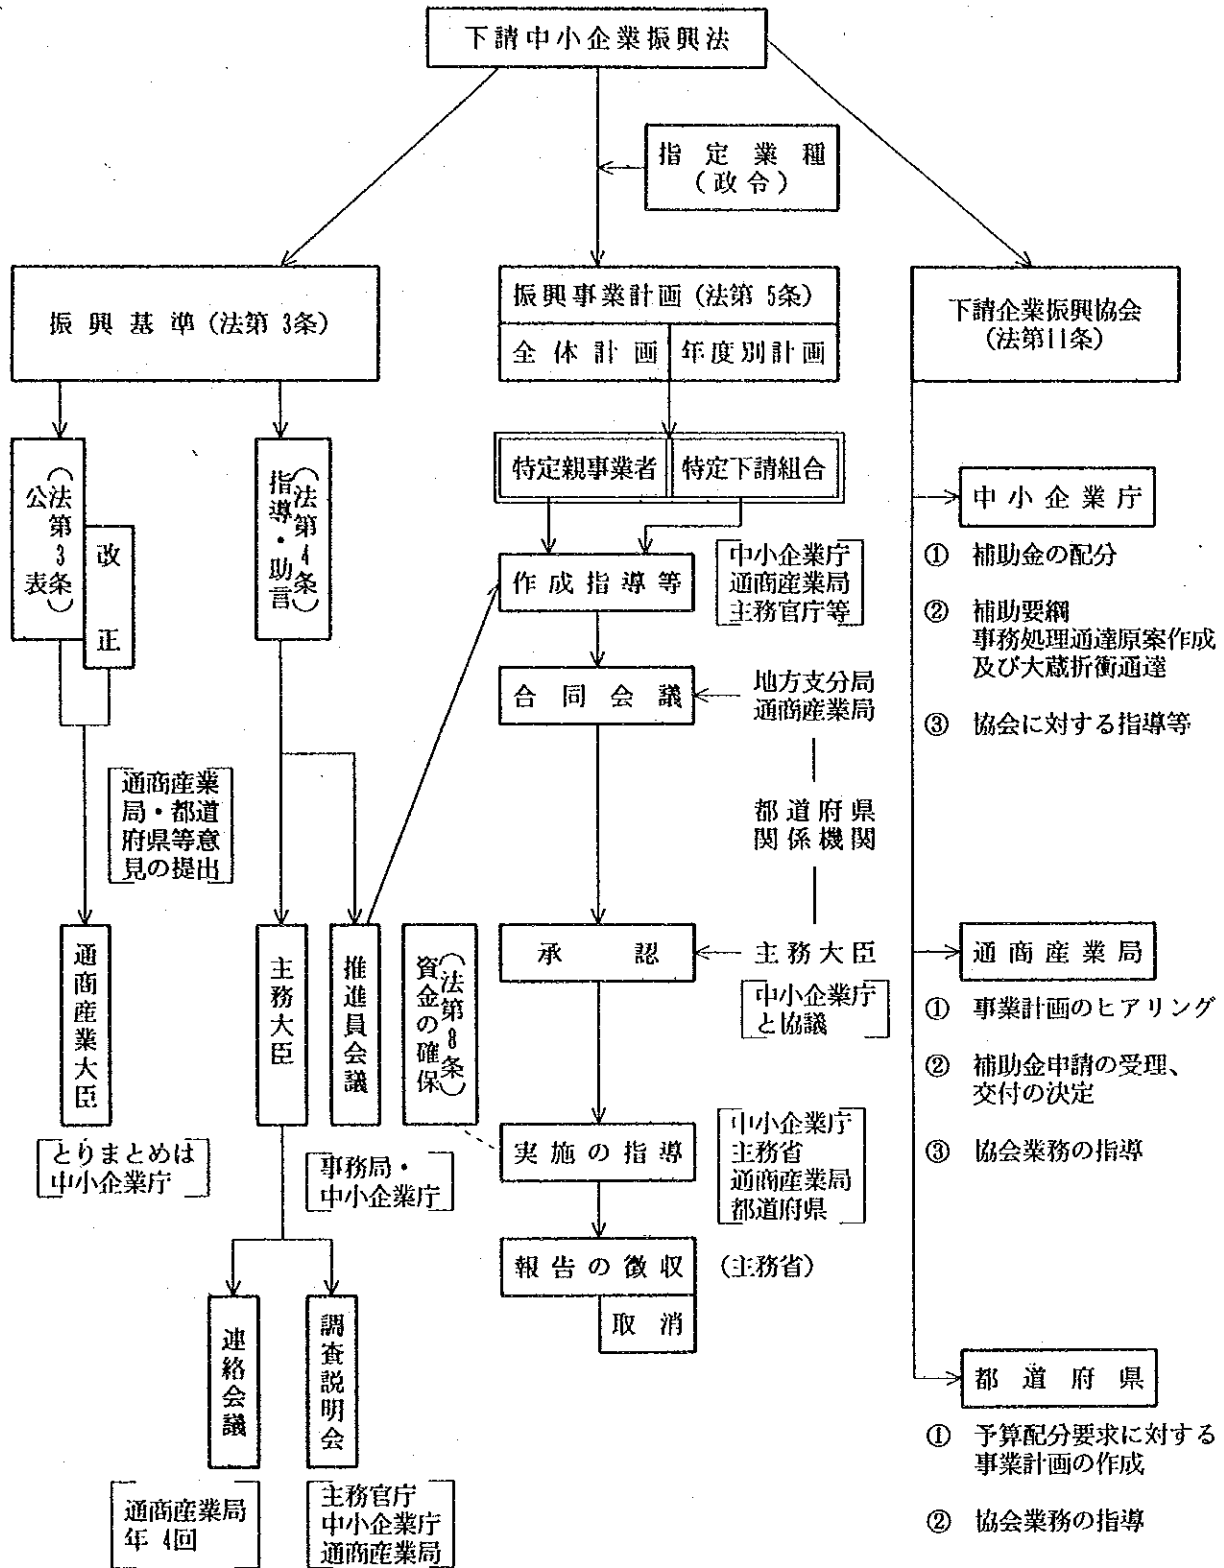 下請中小企業振興法
指定業種
(政令)
振興基準(法第3条)
公表(法第3条)
改正
指導・助言(法第4条)
通商産業
局・都道
府県等意
見の提出
通商産業大臣
とりまとめは
中小企業庁
主務大臣
推進員会議
事務局・
中小企業庁
連絡会議
調査説明会
通商産業局
年4回
主務官庁
中小企業庁
通商産業局
振興事業計画(法第5条)
全体計画
年度別計画
特定親事業者
特定下請組合
作成指導等
中小企業庁
通商産業局
主務官庁等
合同会議
地方支分局
通商産業局
都道府県
関係機関
承認
主務大臣
中小企業庁
と協議
資金の確保(法第8条)
実施の指導
中小企業庁
主務省
通商産業局
都道府県
報告の徴収
(主務省)
取消
下請企業振興協会
(法第11条)
中小企業庁
① 補助金の配分
② 補助要綱
事務処理通達原案作成
及び大蔵折衝通達
③ 協会に対する指導等
通商産業局
① 事業計画のヒアリング
② 補助金申請の受理、
交付の決定
③ 協会業務の指導
都道府県
① 予算配分要求に対する
事業計画の作成
② 協会業務の指導